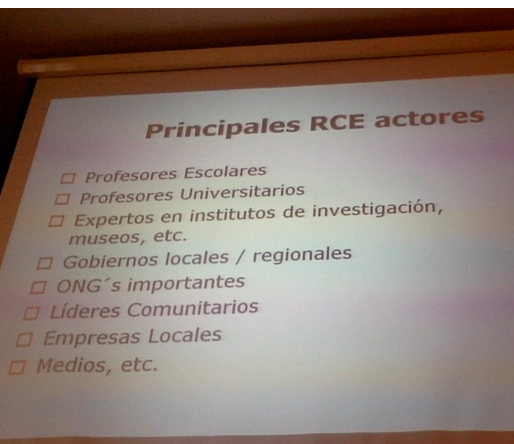 Principales RCE actores
Profesores Escolares
Profesores Universitarios
Expertos en institutos de investigación,
museos, etc.
Gobiernos locales / regionales
ONG´s importantes
Líderes Comunitarios
Empresas Locales
Medios, etc.